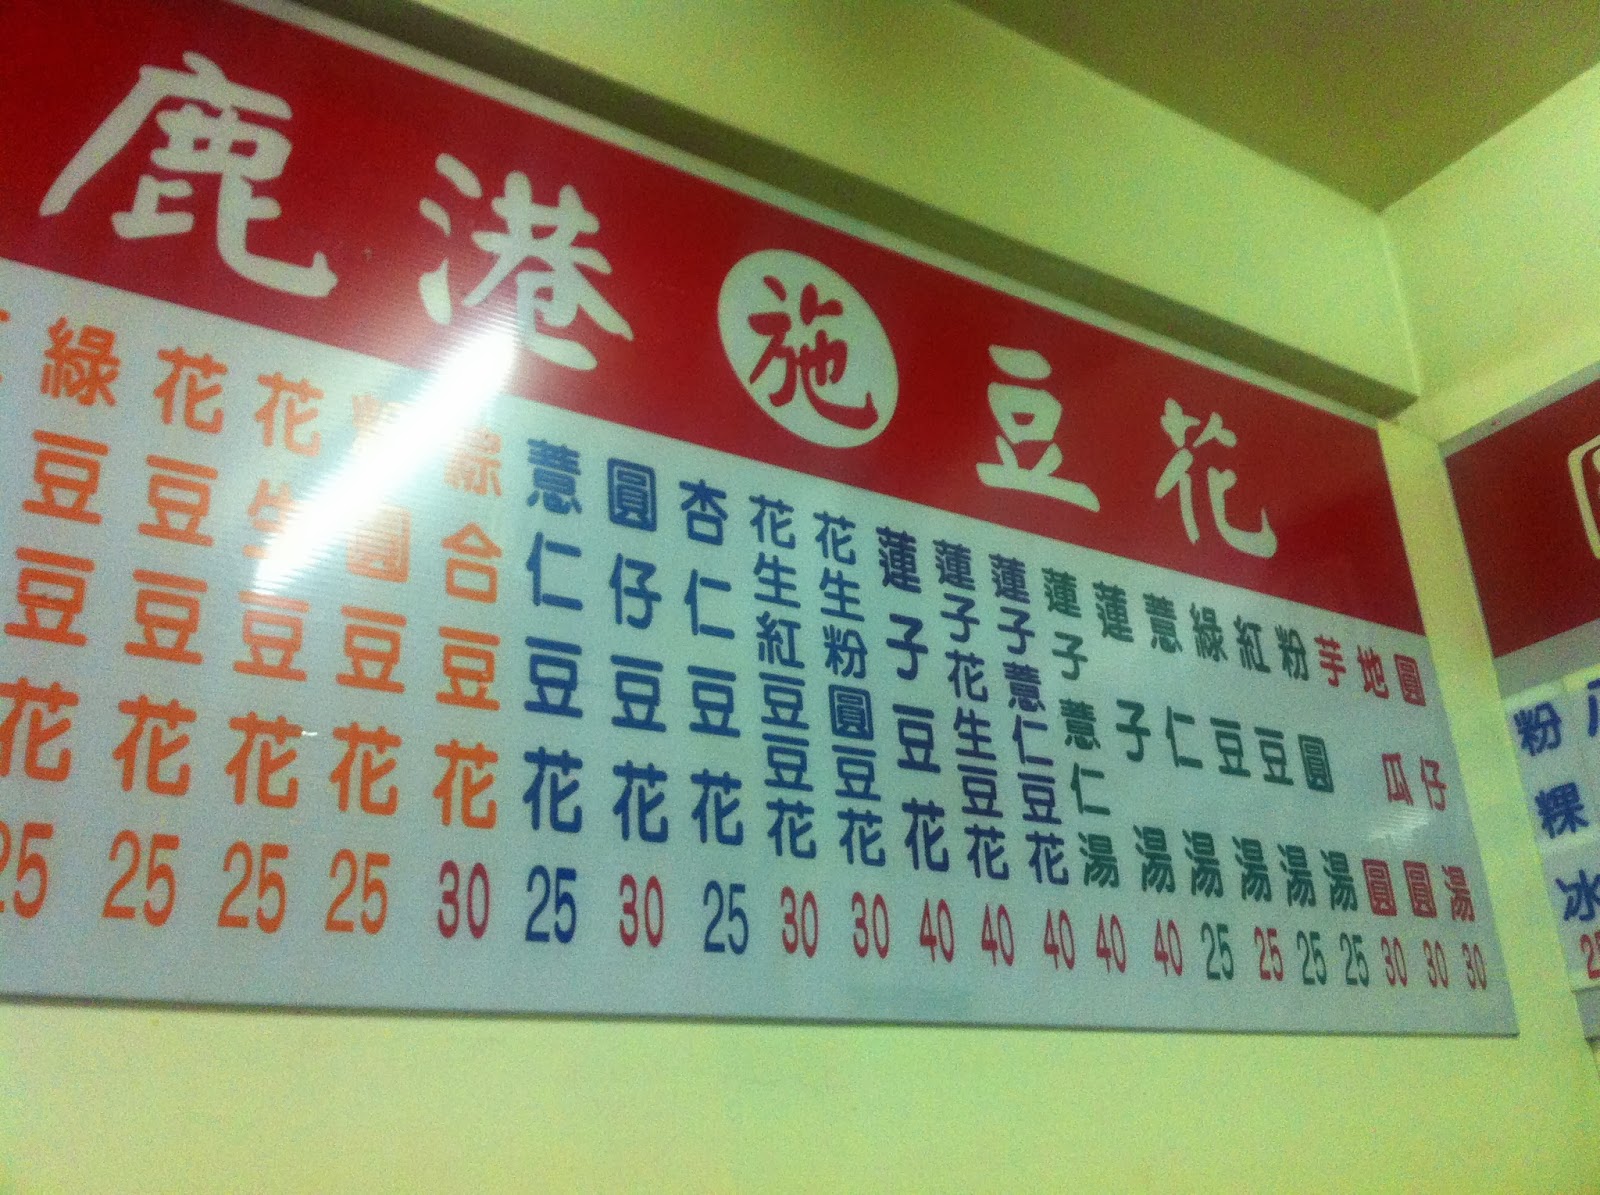 鹿港施豆花
綠豆豆花 25
花豆豆花 25
花生豆花 25
粉圓豆花 25
綜合豆花 30
薏仁豆花 25
圓仔豆花 30
杏仁豆花 25
花生紅豆豆花 30
花生粉圓豆花 30
蓮子豆花 40
蓮子花生豆花 40
蓮子薏仁豆花 40
蓮子薏仁湯 40
蓮子湯 40
薏仁湯 25
綠豆湯 25
紅豆湯 25
粉圓湯 25
芋圓 30
地瓜圓 30
圓仔湯 30
粉粿冰